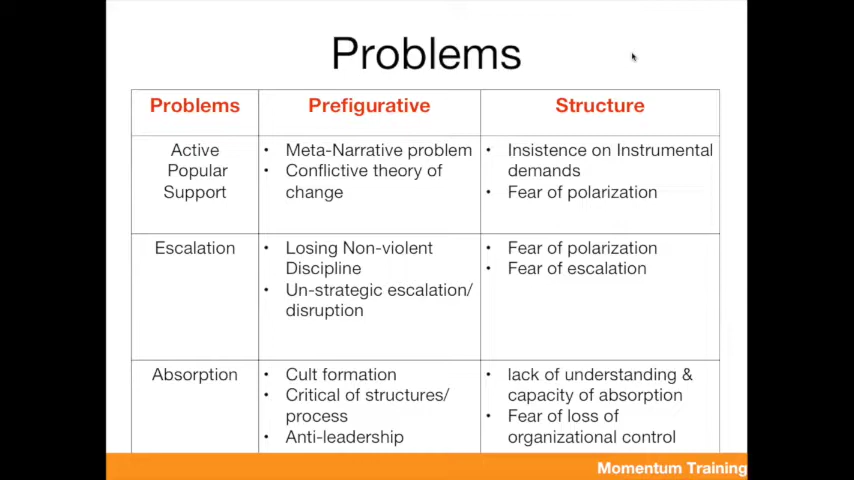 Problems
Problems Prefigurative Structure
Active
Popular
Support
• Meta-Narrative problem
• Conflictive theory of
change
• Insistence on Instrumental
demands
• Fear of polarization
Escalation
• Losing Non-violent
Discipline
• Un-strategic escalation/
disruption
• Fear of polarization
• Fear of escalation
Absorption
• Cult formation
• Critical of structures/
process
• Anti-leadership
• lack of understanding &
capacity of absorption
• Fear of loss of
organizational control
Momentum Training